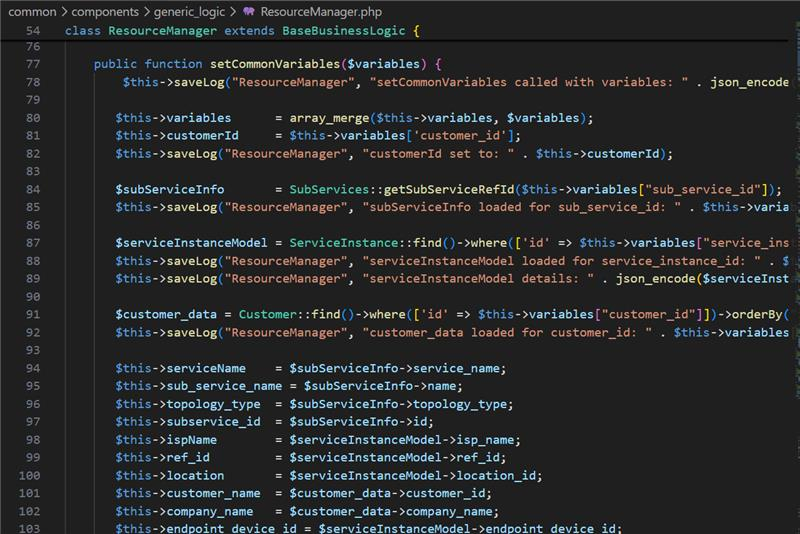 common > components > generic_logic > ResourceManager.php
54 class ResourceManager extends BaseBusinessLogic {
76
77 public function setCommonVariables($variables) {
78 $this->saveLog("ResourceManager", "setCommonVariables called with variables: " . json_encode
79
80 $this->variables = array_merge($this->variables, $variables);
81 $this->customerId = $this->variables['customer_id'];
82 $this->saveLog("ResourceManager", "customerId set to: " . $this->customerId);
83
84 $subServiceInfo = SubServices::getSubServiceRefId($this->variables["sub_service_id"]);
85 $this->saveLog("ResourceManager", "subServiceInfo loaded for sub_service_id: " . $this->varia
86
87 $serviceInstanceModel = ServiceInstance::find()->where(['id' => $this->variables["service_ins
88 $this->saveLog("ResourceManager", "serviceInstanceModel loaded for service_instance_id: " . $
89 $this->saveLog("ResourceManager", "serviceInstanceModel details: " . json_encode($serviceInst
90
91 $customer_data = Customer::find()->where(['id' => $this->variables["customer_id"]])->orderBy(
92 $this->saveLog("ResourceManager", "customer_data loaded for customer_id: " . $this->variables
93
94 $this->serviceName = $subServiceInfo->service_name;
95 $this->sub_service_name = $subServiceInfo->name;
96 $this->topology_type = $subServiceInfo->topology_type;
97 $this->subservice_id = $subServiceInfo->id;
98 $this->ispName = $serviceInstanceModel->isp_name;
99 $this->ref_id = $serviceInstanceModel->ref_id;
100 $this->location = $serviceInstanceModel->location_id;
101 $this->customer_name = $customer_data->customer_id;
102 $this->company_name = $customer_data->company_name;
103 $this->endpoint_device_id = $serviceInstanceModel->endpoint_device_id;